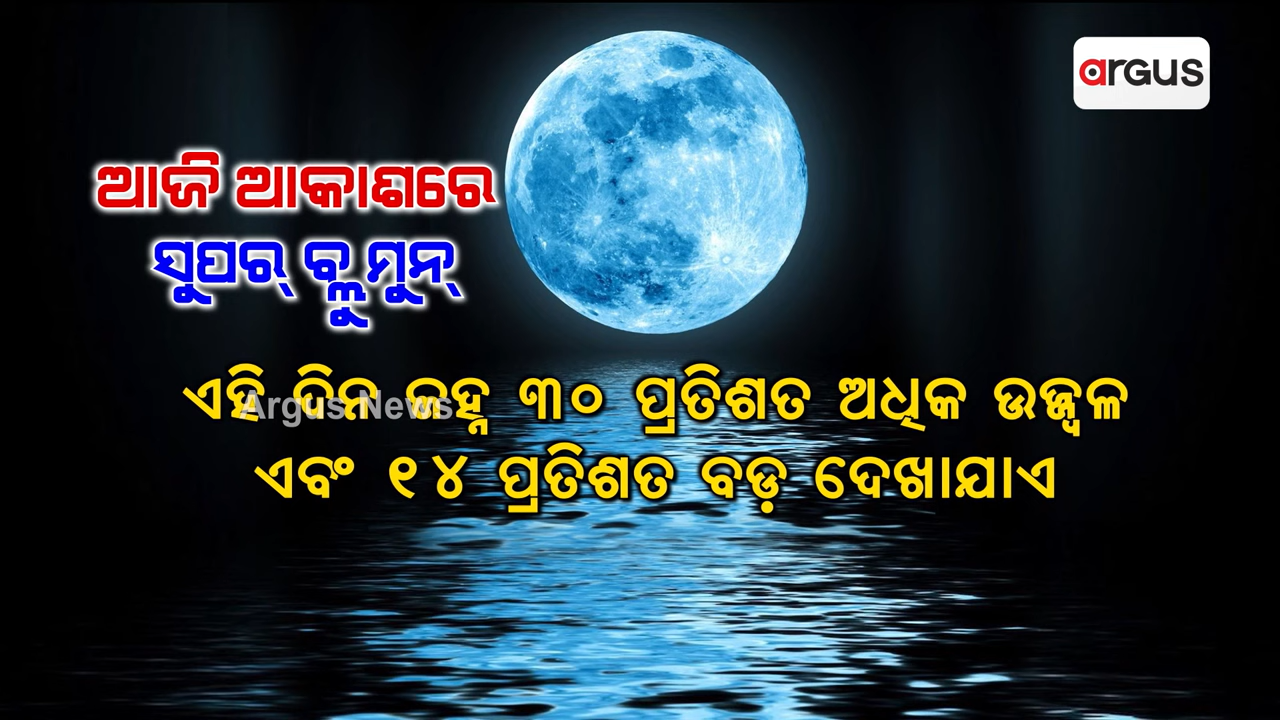 argus
ଆଜି ଆକାଶରେ
ସୁପର୍ ବ୍ଲୁ ମୁନ୍
ଏହି ଦିନ ଜହ୍ନ ୩୦ ପ୍ରତିଶତ ଅଧିକ ଉଜ୍ଜ୍ୱଳ
Argus News
ଏବଂ ୧୪ ପ୍ରତିଶତ ବଡ଼ ଦେଖାଯାଏ